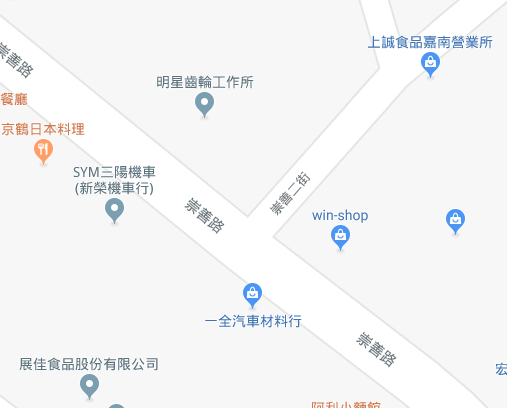 上誠食品嘉南營業所
崇善路
明星齒輪工作所
餐廳
京鶴日本料理
SYM三陽機車
(新榮機車行)
崇善二街
崇善路
win-shop
一全汽車材料行
崇善路
展佳食品股份有限公司
宏